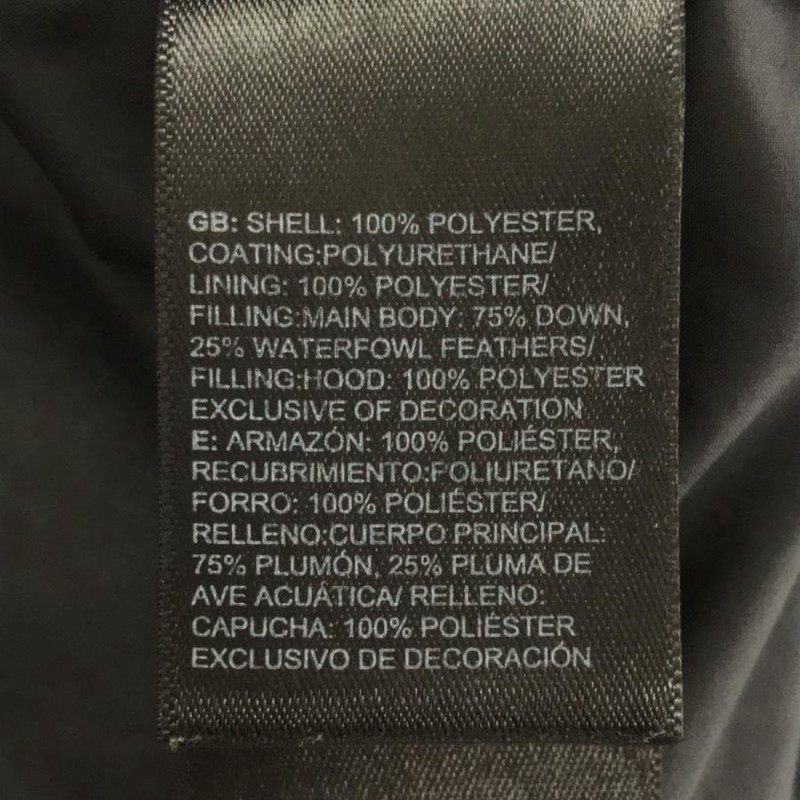 GB: SHELL: 100% POLYESTER,
COATING:POLYURETHANE/
LINING: 100% POLYESTER/
FILLING:MAIN BODY: 75% DOWN,
25% WATERFOWL FEATHERS/
FILLING:HOOD: 100% POLYESTER
EXCLUSIVE OF DECORATION
E: ARMAZÓN: 100% POLIÉSTER,
RECUBRIMIENTO:POLIURETANO/
FORRO: 100% POLIÉSTER/
RELLENO:CUERPO PRINCIPAL:
75% PLUMÓN, 25% PLUMA DE
AVE ACUÁTICA/ RELLENO:
CAPUCHA: 100% POLIÉSTER
EXCLUSIVO DE DECORACIÓN